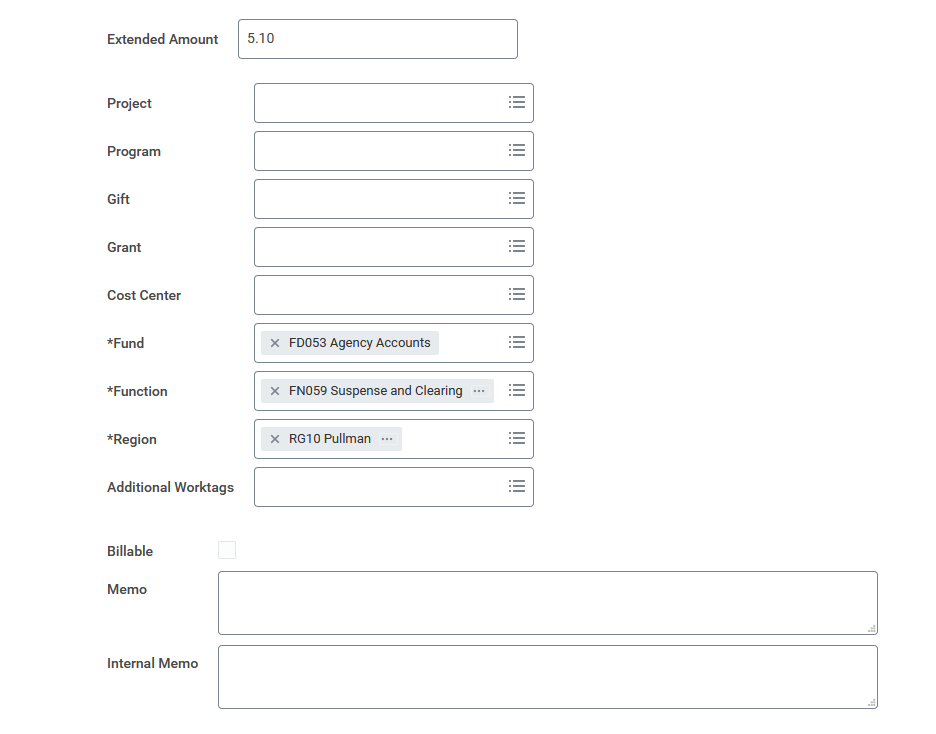 Extended Amount 5.10
Project
Program
Gift
Grant
Cost Center
*Fund FD053 Agency Accounts
*Function FN059 Suspense and Clearing
*Region RG10 Pullman
Additional Worktags
Billable
Memo
Internal Memo